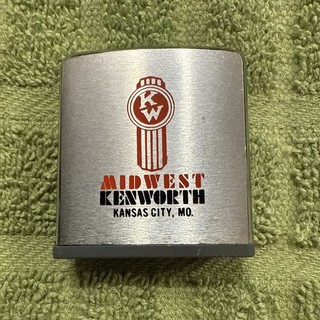 KW
MIDWEST
KENWORTH
KANSAS CITY, MO.